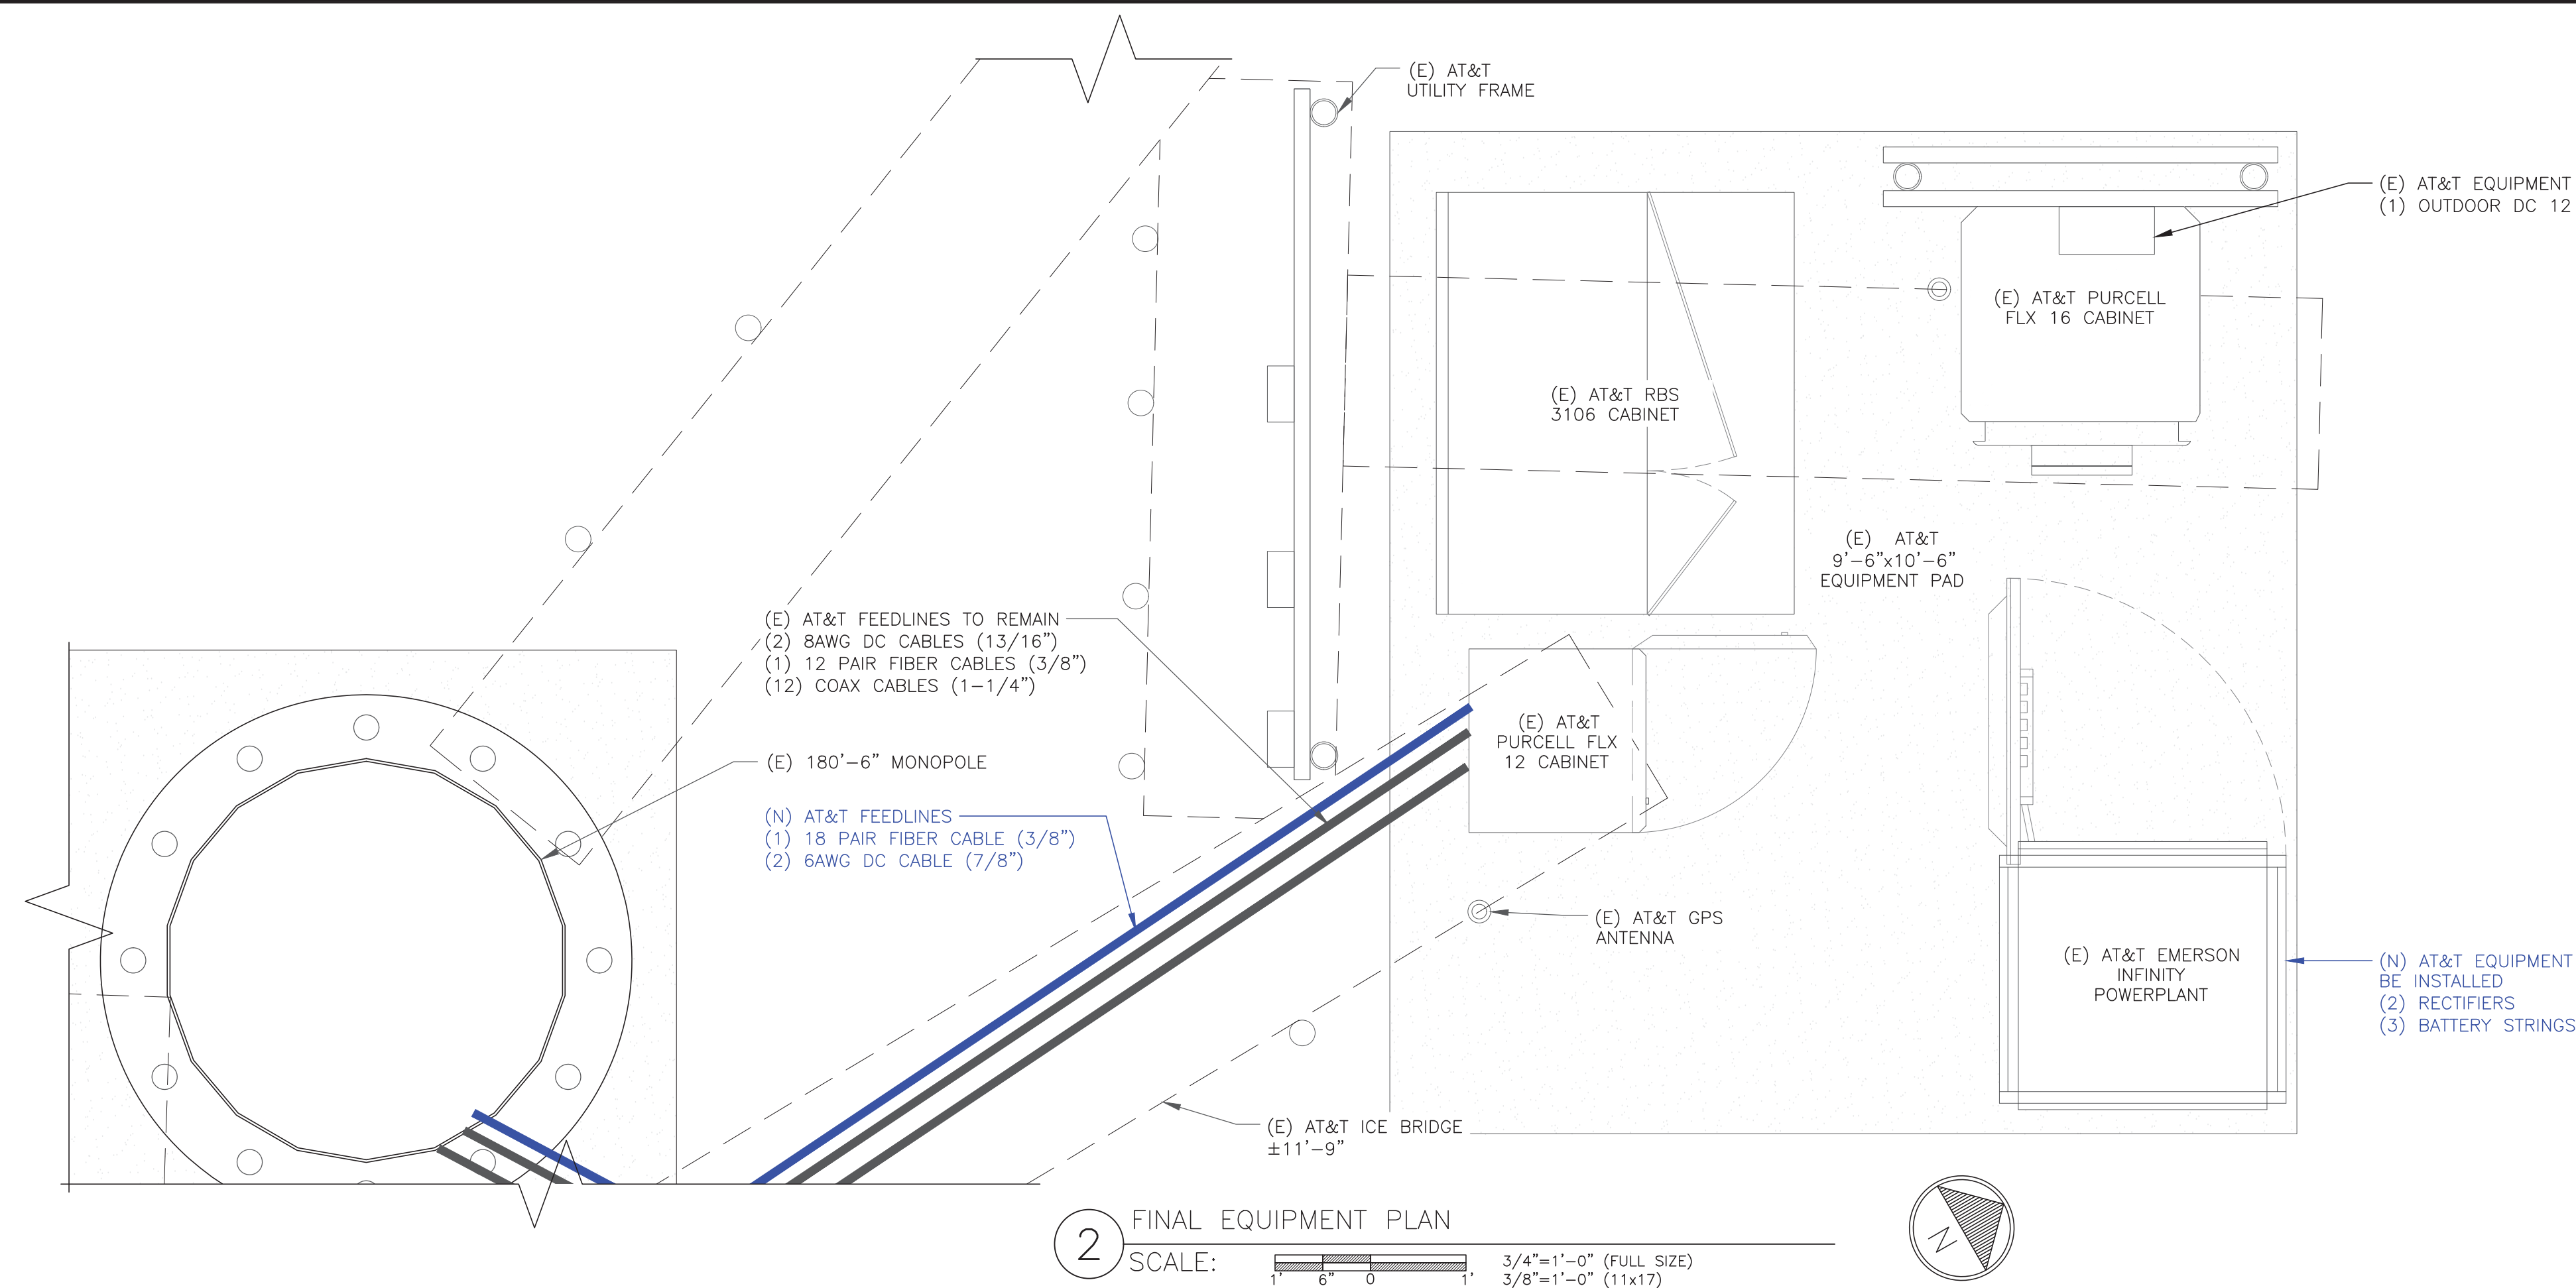 (E) AT&T
UTILITY FRAME
(E) AT&T EQUIPMENT
(1) OUTDOOR DC 12
(E) AT&T PURCELL
FLX 16 CABINET
(E) AT&T RBS
3106 CABINET
(E) AT&T
9'-6"x10'-6"
EQUIPMENT PAD
(E) AT&T FEEDLINES TO REMAIN
(2) 8AWG DC CABLES (13/16")
(1) 12 PAIR FIBER CABLES (3/8")
(12) COAX CABLES (1-1/4")
(E) AT&T
PURCELL FLX
12 CABINET
(E) 180'-6" MONOPOLE
(N) AT&T FEEDLINES
(1) 18 PAIR FIBER CABLE (3/8")
(2) 6AWG DC CABLE (7/8")
(E) AT&T GPS
ANTENNA
(E) AT&T EMERSON
INFINITY
POWERPLANT
(N) AT&T EQUIPMENT
BE INSTALLED
(2) RECTIFIERS
(3) BATTERY STRINGS
(E) AT&T ICE BRIDGE
±11'-9"
2
FINAL EQUIPMENT PLAN
SCALE:
1' 6" 0 1'
3/4"=1'-0" (FULL SIZE)
3/8"=1'-0" (11x17)
N